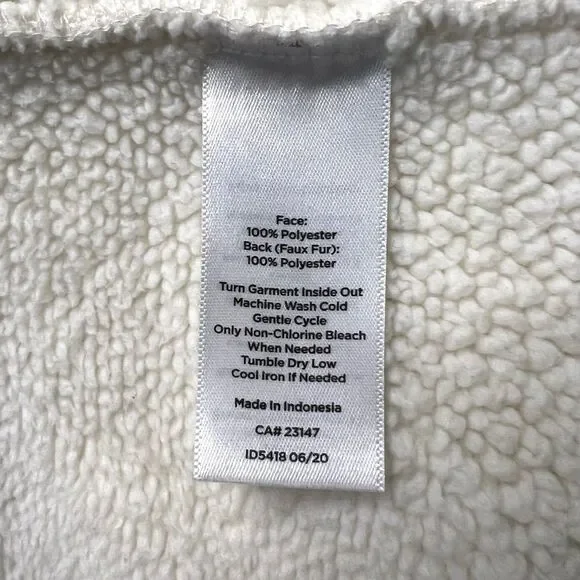 Face:
100% Polyester
Back (Faux Fur):
100% Polyester
Turn Garment Inside Out
Machine Wash Cold
Gentle Cycle
Only Non-Chlorine Bleach
When Needed
Tumble Dry Low
Cool Iron If Needed
Made in Indonesia
CA# 23147
ID5418 06/20